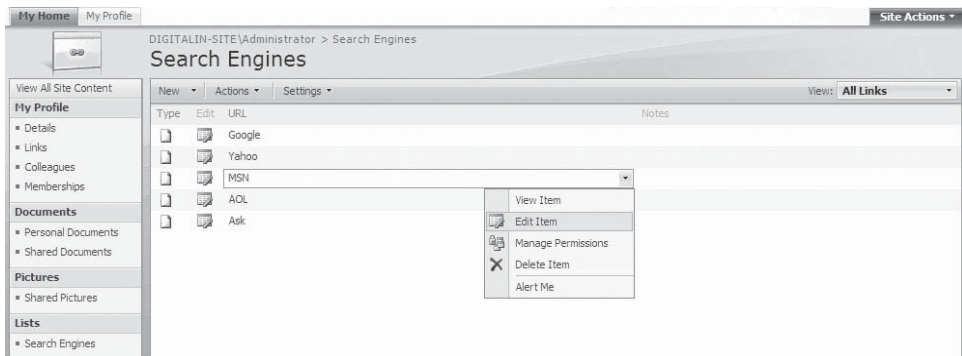 My Home My Profile Site Actions
DIGITALIN-SITE\Administrator > Search Engines
Search Engines
View All Site Content
My Profile
Details
Links
Colleagues
Memberships
Documents
Personal Documents
Shared Documents
Pictures
Shared Pictures
Lists
Search Engines
New Actions Settings View: All Links
Type Edit URL Notes
Google
Yahoo
MSN
AOL
Ask
View Item
Edit Item
Manage Permissions
Delete Item
Alert Me